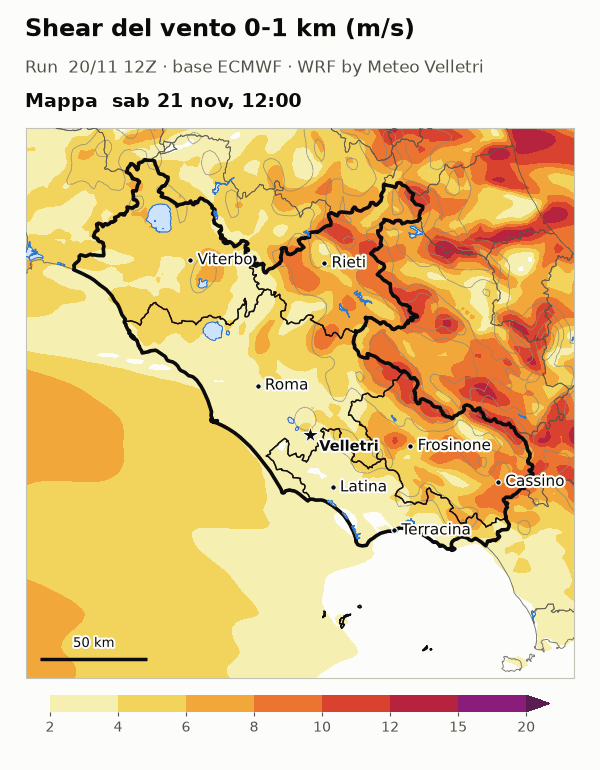 Shear del vento 0-1 km (m/s)
Run  20/11 12Z · base ECMWF · WRF by Meteo Velletri
Mappa  sab 21 nov, 12:00
Viterbo
Rieti
Roma
Velletri
Frosinone
Cassino
Latina
Terracina
50 km
2 4 6 8 10 12 15 20